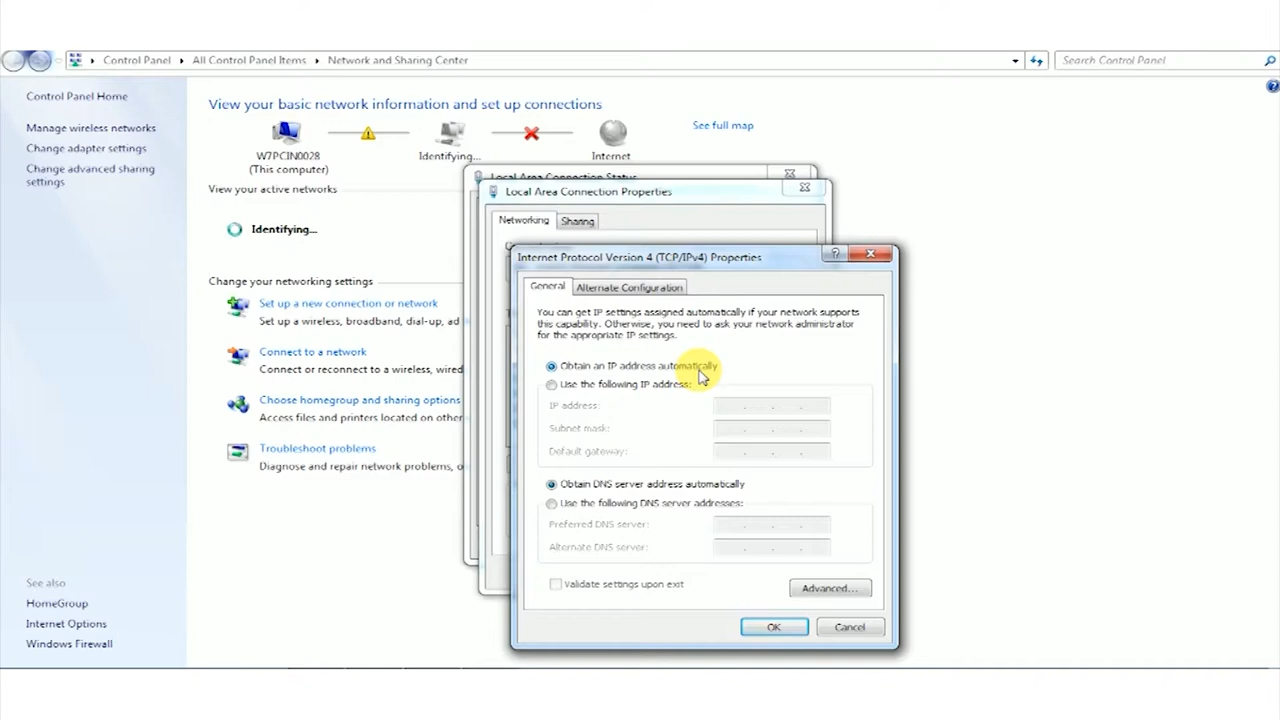 Control Panel
All Control Panel Items
Network and Sharing Center
Search Control Panel
Control Panel Home
Manage wireless networks
Change adapter settings
Change advanced sharing
settings
See also
HomeGroup
Internet Options
Windows Firewall
View your basic network information and set up connections
See full map
W7PCIN0028
(This computer)
Identifying...
Internet
View your active networks
Identifying...
Change your networking settings
Set up a new connection or network
Set up a wireless, broadband, dial-up, ad
Connect to a network
Connect or reconnect to a wireless, wired
Choose homegroup and sharing options
Access files and printers located on other
Troubleshoot problems
Diagnose and repair network problems, o
Local Area Connection Status
Local Area Connection Properties
Networking
Sharing
Internet Protocol Version 4 (TCP/IPv4) Properties
General
Alternate Configuration
You can get IP settings assigned automatically if your network supports
this capability. Otherwise, you need to ask your network administrator
for the appropriate IP settings.
Obtain an IP address automatically
Use the following IP address:
IP address:
Subnet mask:
Default gateway:
Obtain DNS server address automatically
Use the following DNS server addresses:
Preferred DNS server:
Alternate DNS server:
Validate settings upon exit
Advanced...
OK
Cancel